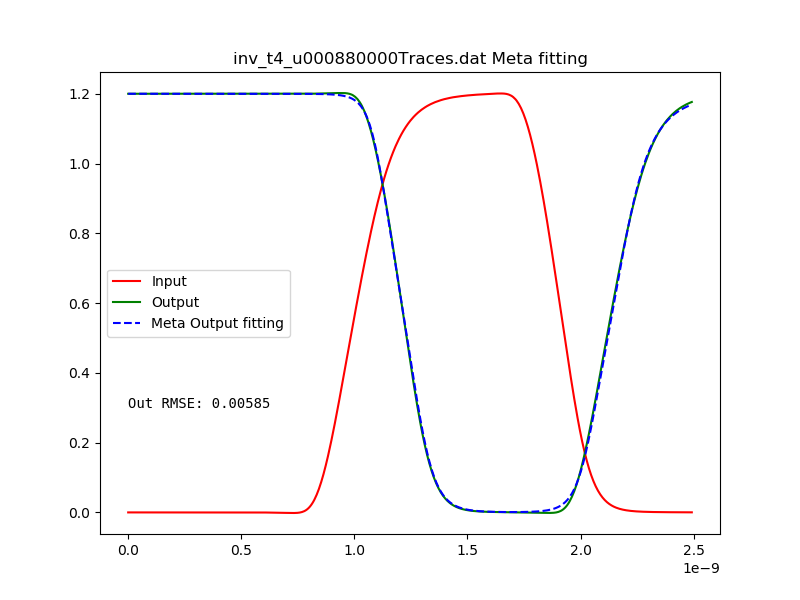 inv_t4_u000880000Traces.dat Meta fitting
1.2
1.0
0.8
0.6
0.4
0.2
0.0
Input
Output
Meta Output fitting
Out RMSE: 0.00585
0.0 0.5 1.0 1.5 2.0 2.5
1e−9